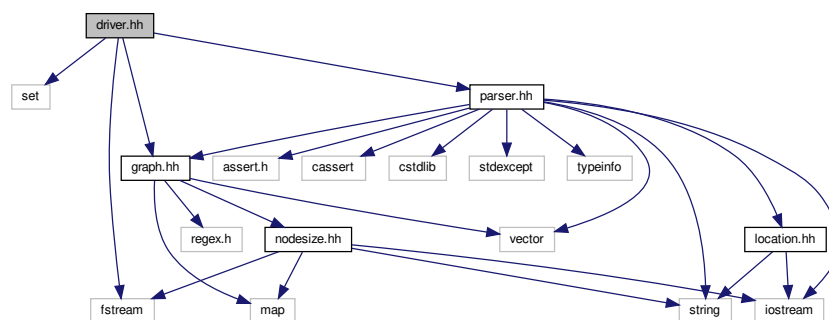 driver.hh
set
parser.hh
graph.hh
assert.h
cassert
cstdlib
stdexcept
typeinfo
regex.h
nodesize.hh
vector
location.hh
fstream
map
string
iostream